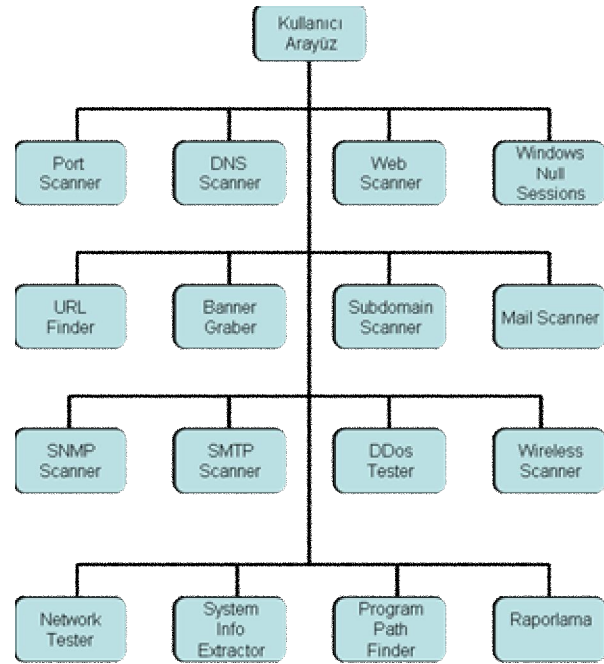 Kullanıcı
Arayüz
Port
Scanner
DNS
Scanner
Web
Scanner
Windows
Null
Sessions
URL
Finder
Banner
Graber
Subdomain
Scanner
Mail Scanner
SNMP
Scanner
SMTP
Scanner
DDos
Tester
Wireless
Scanner
Network
Tester
System
Info
Extractor
Program
Path
Finder
Raporlama